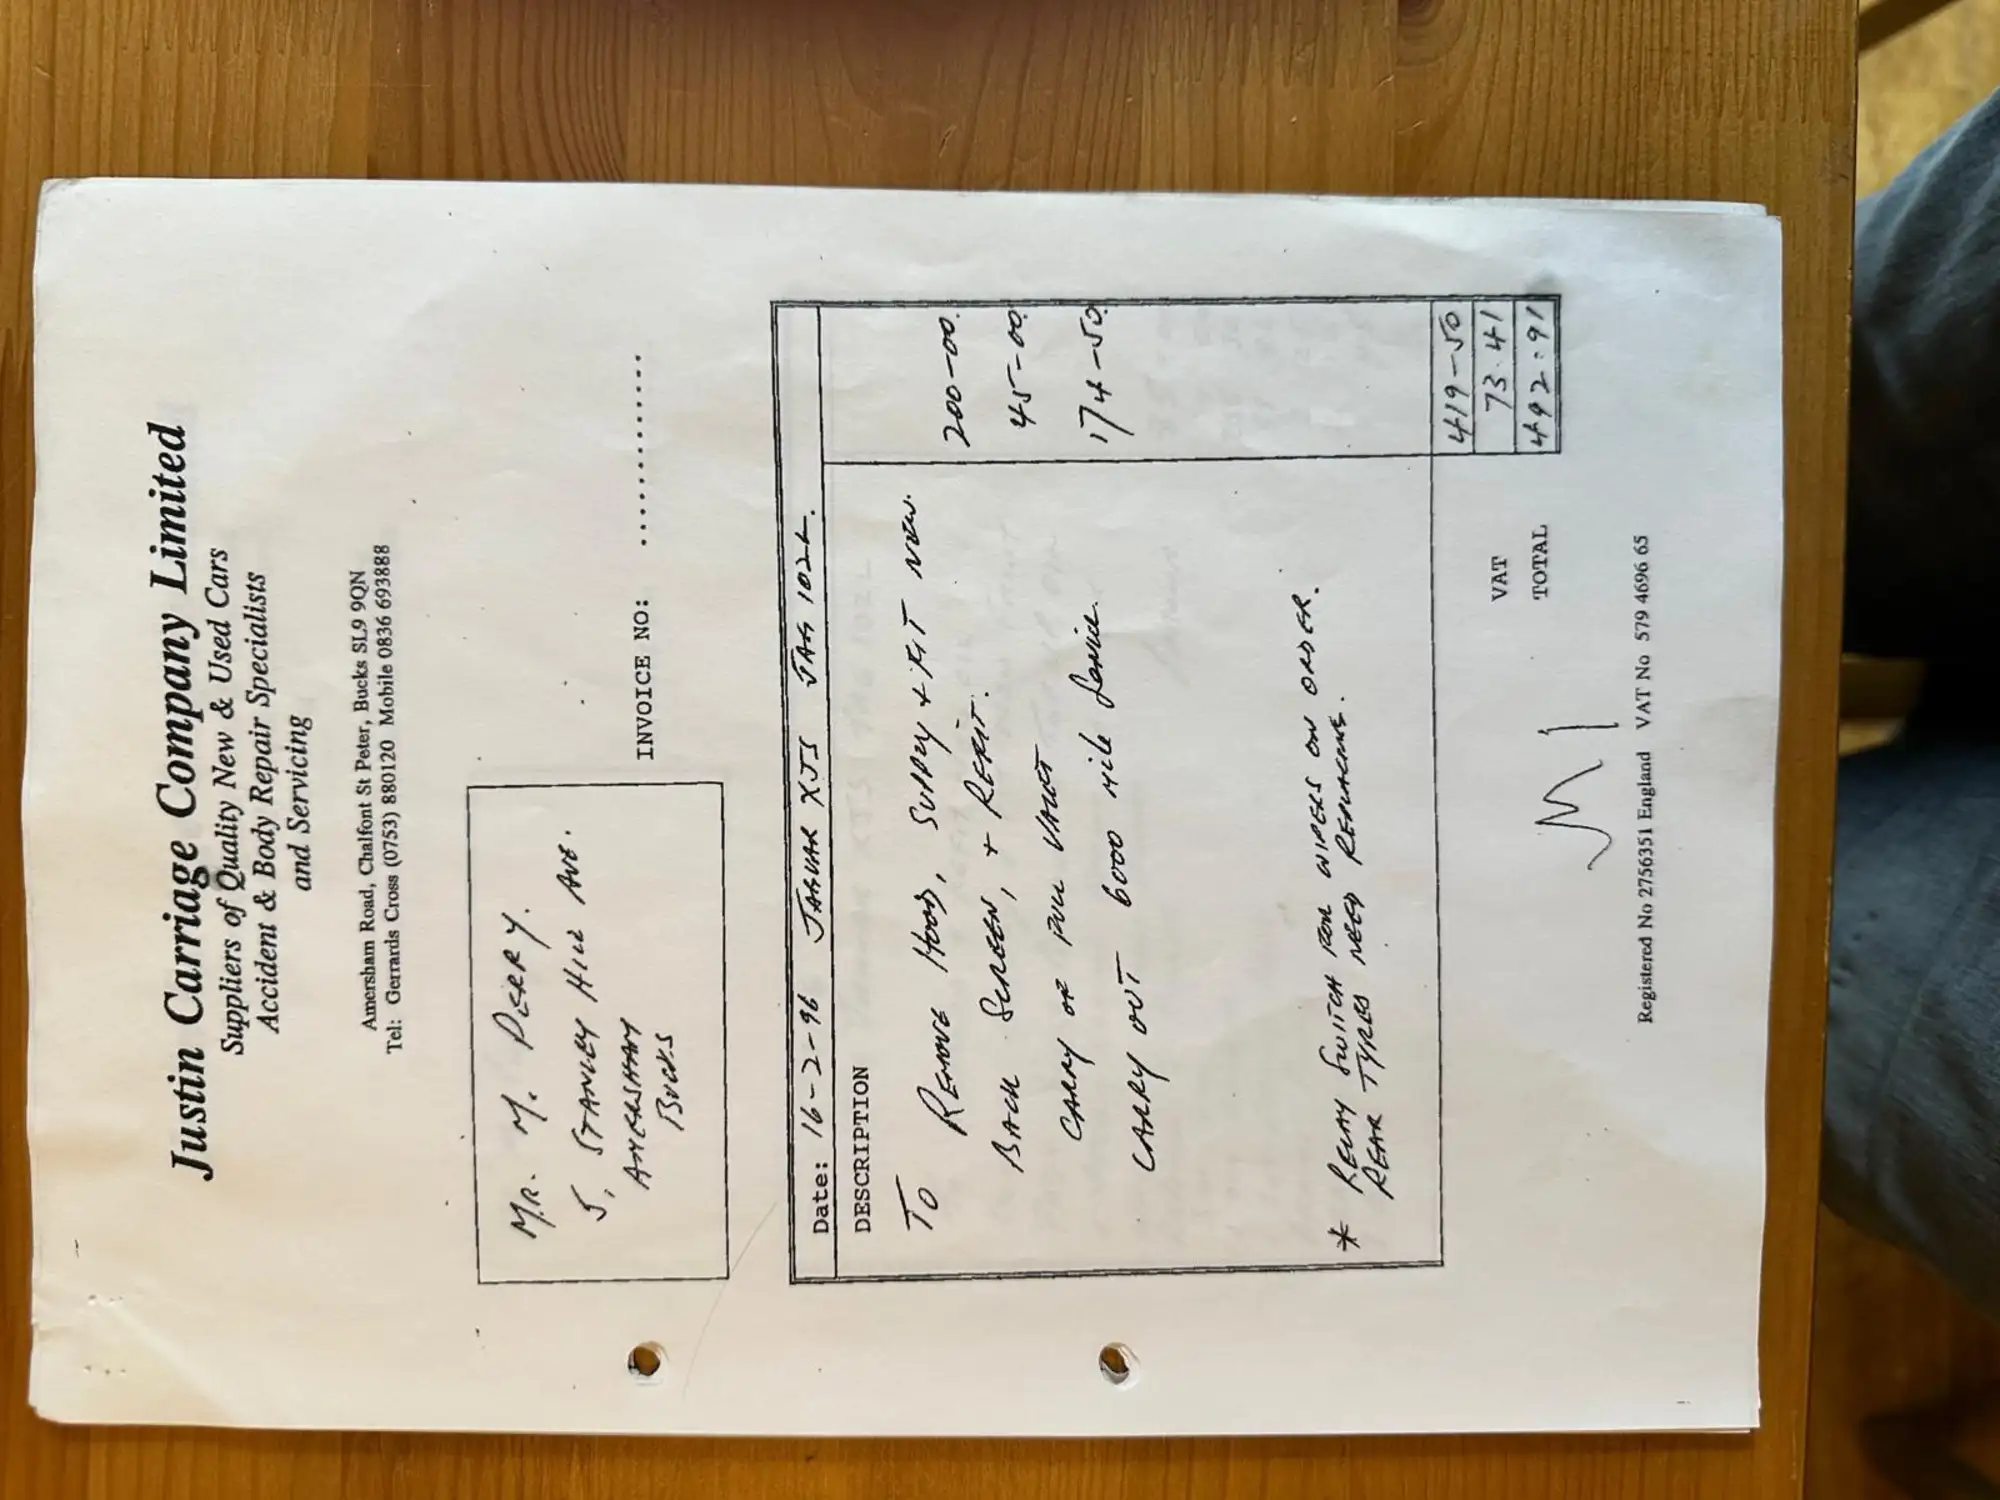 Justin Carriage Company Limited
Suppliers of Quality New & Used Cars
Accident & Body Repair Specialists
and Servicing
Amersham Road, Chalfont St Peter, Bucks SL9 9QN
Tel: Gerrards Cross (0753) 880120 Mobile 0836 693888
MR. M. PERRY.
5, STANLEY HILL AVE.
AMERSHAM
BUCKS
INVOICE NO: ............
Date: 16-2-96 JAGUAR XJS JAG 102L.
DESCRIPTION
TO REMOVE HOOD, SUPPLY + FIT NEW
BACK SCREEN, + REFIT. 200-00.
CARRY OUT FULL VALET 45-00
CARRY OUT 6000 MILE Service. 174-50.
* RELAY SWITCH FOR WIPERS ON ORDER.
REAR TYRES NEED REPLACING.
419-50
VAT 73.41
TOTAL 492.91
Registered No 2756351 England VAT No 579 4696 65